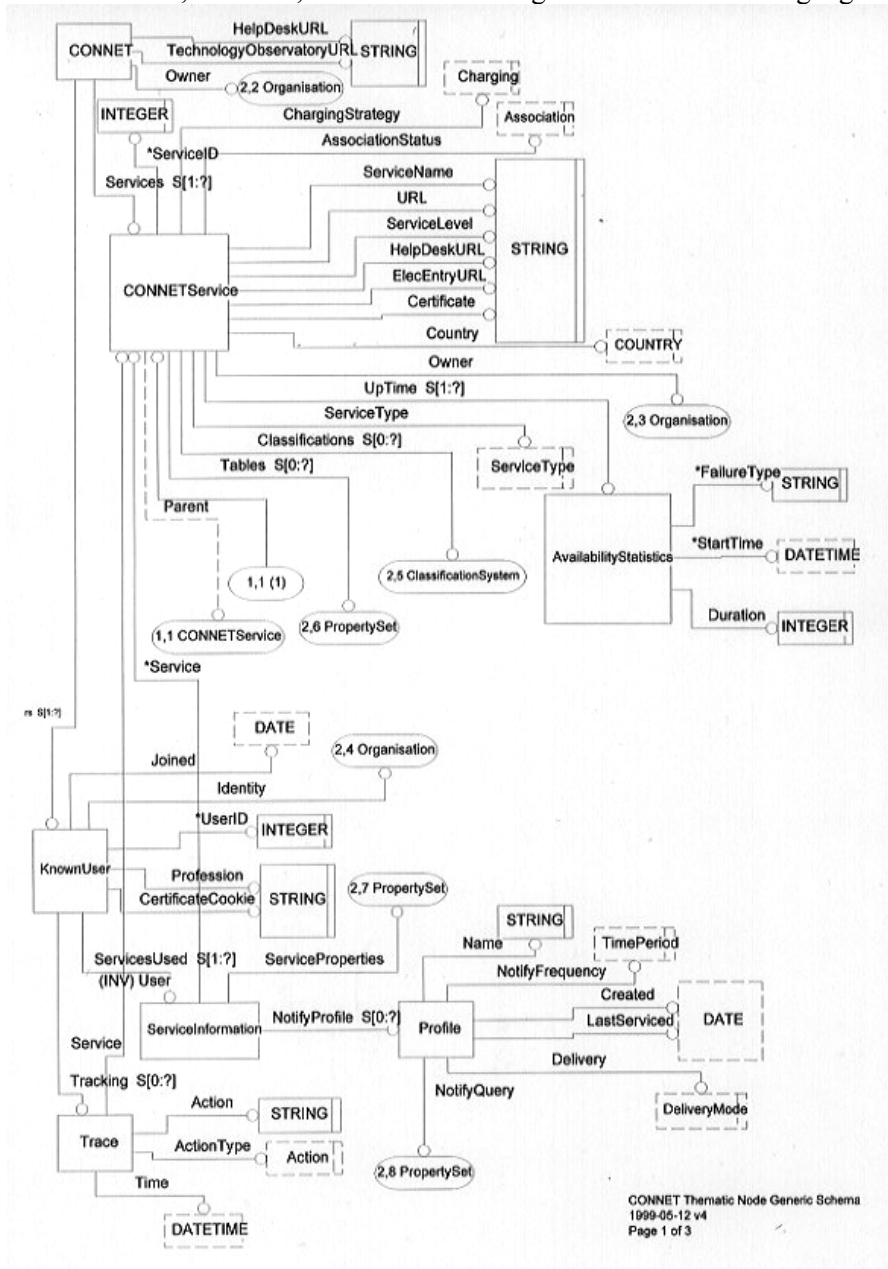 HelpDeskURL
CONNET
TechnologyObservatoryURL
STRING
Owner
2,2 Organisation
Charging
INTEGER
ChargingStrategy
Association
AssociationStatus
*ServiceID
Services S[1:?]
ServiceName
URL
ServiceLevel
HelpDeskURL
STRING
ElecEntryURL
CONNETService
Certificate
Country
COUNTRY
Owner
UpTime S[1:?]
ServiceType
2,3 Organisation
Classifications S[0:?]
Tables S[0:?]
ServiceType
*FailureType
STRING
Parent
*StartTime
AvailabilityStatistics
DATETIME
1,1 (1)
2,5 ClassificationSystem
Duration
INTEGER
1,1 CONNETService
2,6 PropertySet
*Service
rs S[1:?]
DATE
2,4 Organisation
Joined
Identity
*UserID
INTEGER
KnownUser
Profession
STRING
CertificateCookie
2,7 PropertySet
STRING
Name
TimePeriod
ServicesUsed S[1:?]
ServiceProperties
NotifyFrequency
(INV) User
Created
ServiceInformation
NotifyProfile S[0:?]
Profile
LastServiced
DATE
Service
Delivery
NotifyQuery
Tracking S[0:?]
Action
STRING
DeliveryMode
Trace
ActionType
Action
2,8 PropertySet
Time
DATETIME
CONNET Thematic Node Generic Schema
1999-05-12 v4
Page 1 of 3